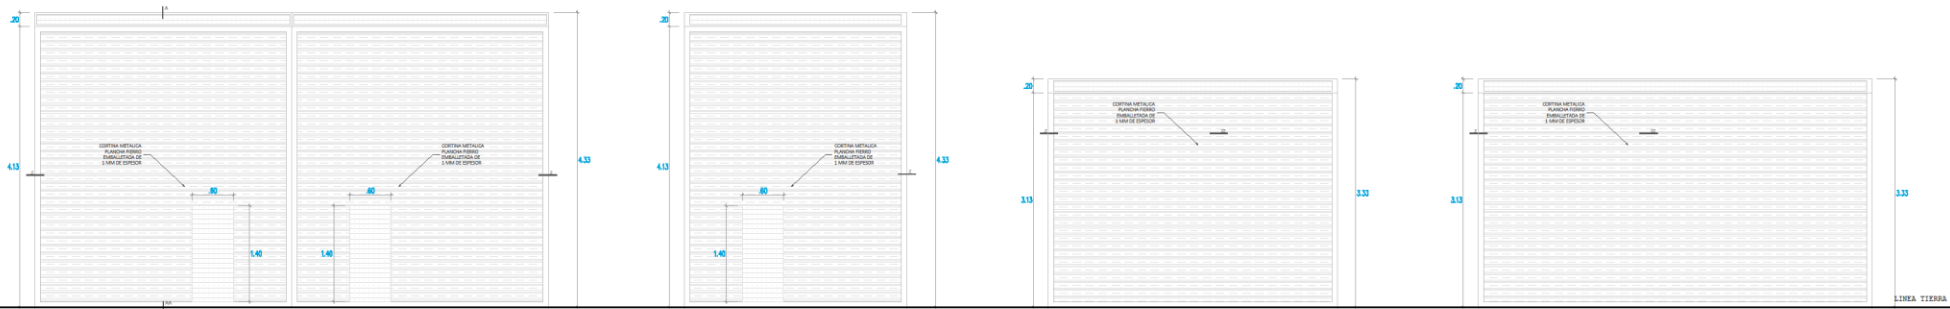 .20
A
4.13
CORTINA METALICA
PLANCHA FIERRO
EMBALLETADA DE
1 MM DE ESPESOR
.60
1.40
AA
CORTINA METALICA
PLANCHA FIERRO
EMBALLETADA DE
1 MM DE ESPESOR
.60
1.40
4.33
.20
4.13
CORTINA METALICA
PLANCHA FIERRO
EMBALLETADA DE
1 MM DE ESPESOR
.60
1.40
4.33
.20
3.13
CORTINA METALICA
PLANCHA FIERRO
EMBALLETADA DE
1 MM DE ESPESOR
3.33
.20
3.13
CORTINA METALICA
PLANCHA FIERRO
EMBALLETADA DE
1 MM DE ESPESOR
3.33
LINEA TIERRA